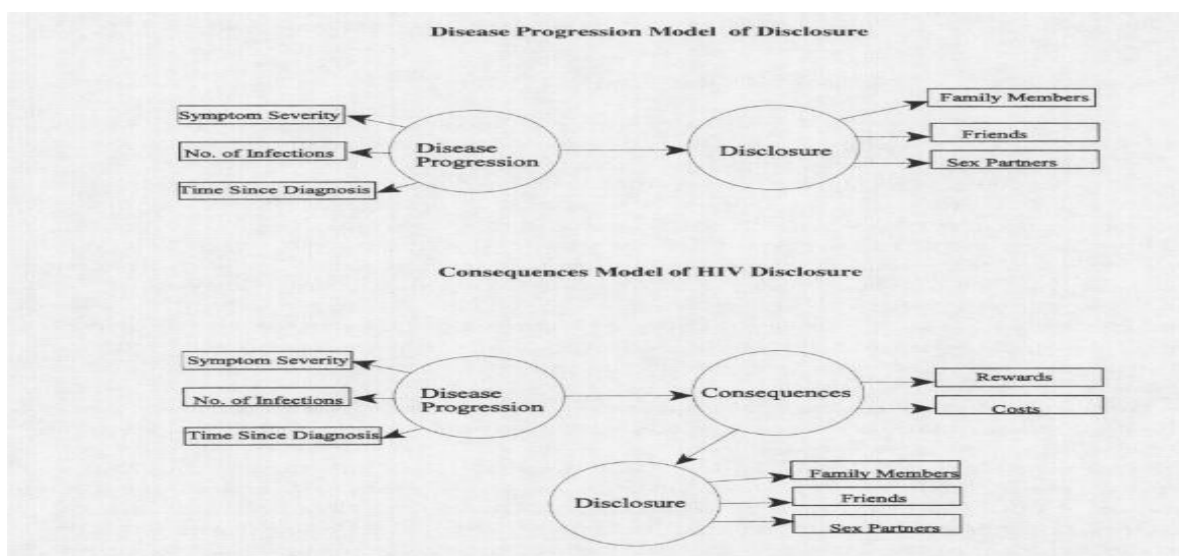 Disease Progression Model of Disclosure
Symptom Severity
No. of Infections
Time Since Diagnosis
Disease
Progression
Disclosure
Family Members
Friends
Sex Partners
Consequences Model of HIV Disclosure
Symptom Severity
No. of Infections
Time Since Diagnosis
Disease
Progression
Consequences
Rewards
Costs
Disclosure
Family Members
Friends
Sex Partners